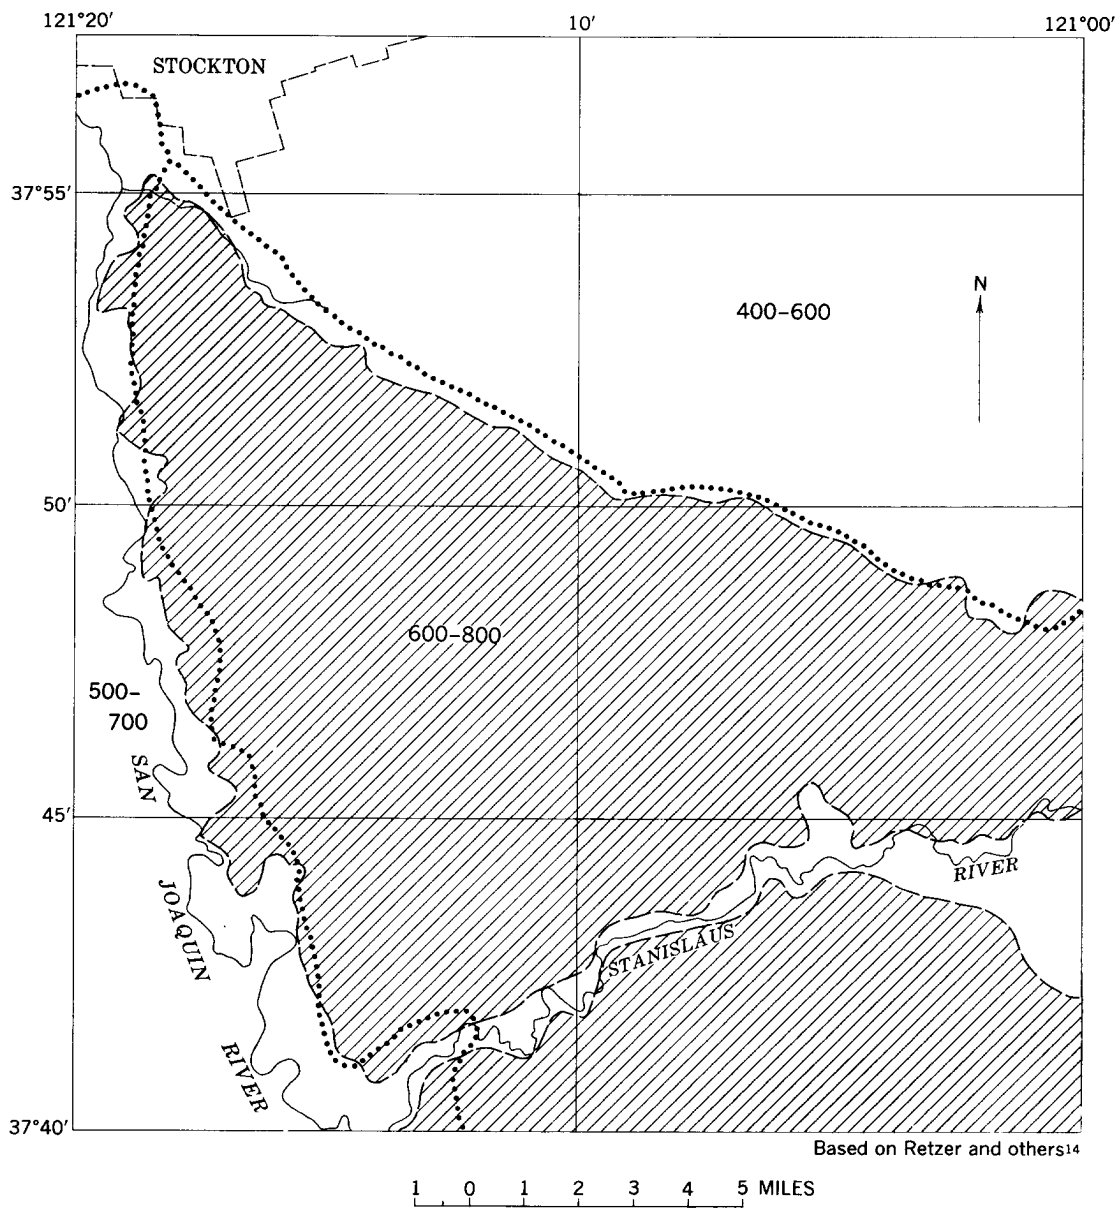 121°20′ 10′ 121°00′
STOCKTON
37°55′
N
400–600
50′
600–800
500–
700
SAN
45′
RIVER
JOAQUIN
STANISLAUS
RIVER
37°40′
Based on Retzer and others14
1 0 1 2 3 4 5 MILES